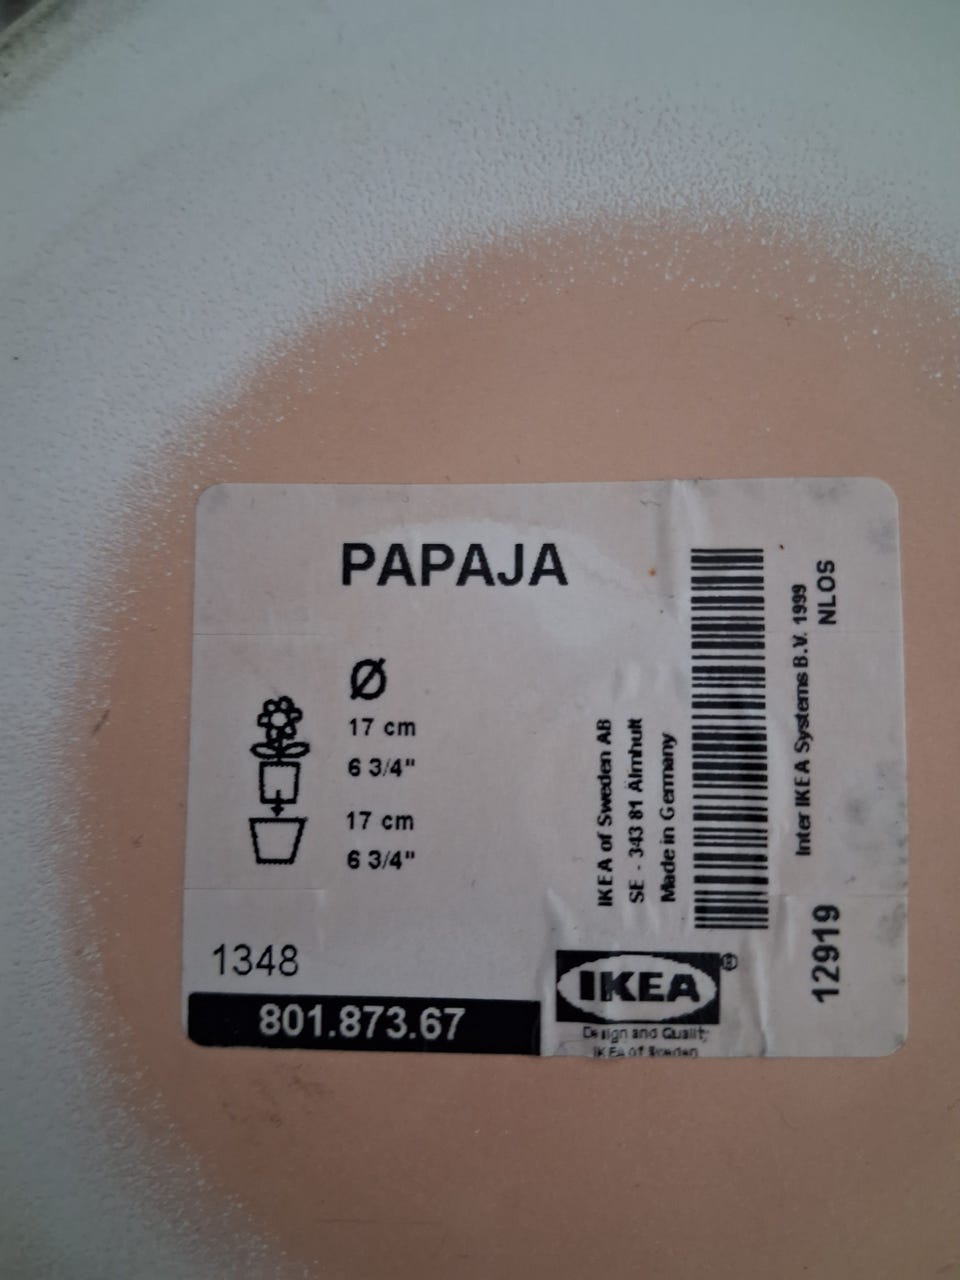 PAPAJA
Ø
17 cm
6 3/4"
17 cm
6 3/4"
1348
801.873.67
IKEA of Sweden AB
SE - 343 81 Älmhult
Made in Germany
Inter IKEA Systems B.V. 1999
NLOS
12919
IKEA®
Design and Quality
IKEA of Sweden